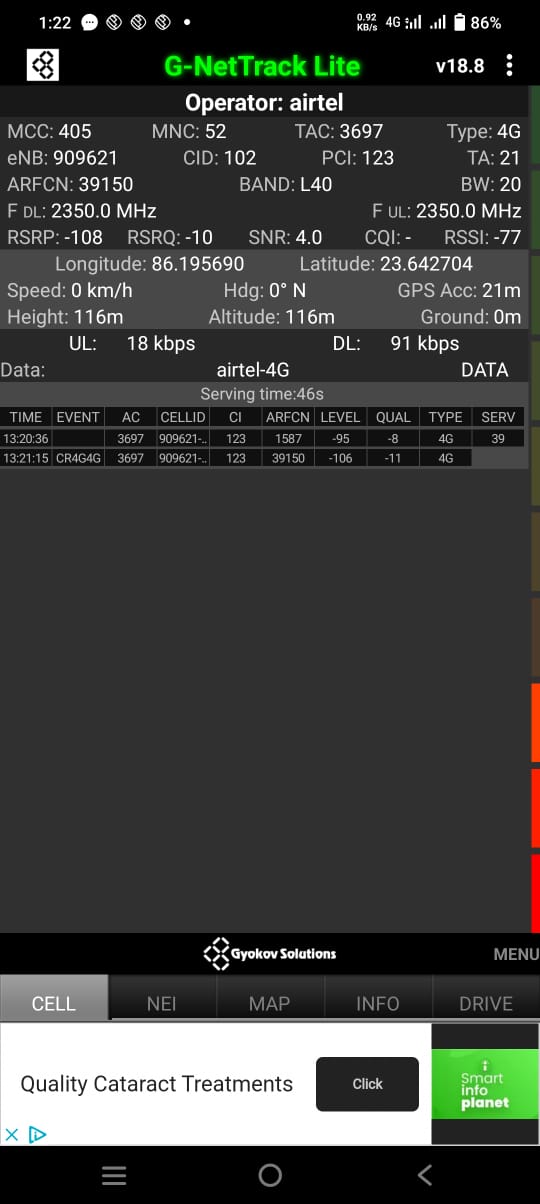 1:22 0.92 KB/s 4G 86%
G-NetTrack Lite v18.8
Operator: airtel
MCC: 405 MNC: 52 TAC: 3697 Type: 4G
eNB: 909621 CID: 102 PCI: 123 TA: 21
ARFCN: 39150 BAND: L40 BW: 20
F DL: 2350.0 MHz F UL: 2350.0 MHz
RSRP: -108 RSRQ: -10 SNR: 4.0 CQI: - RSSI: -77
Longitude: 86.195690 Latitude: 23.642704
Speed: 0 km/h Hdg: 0° N GPS Acc: 21m
Height: 116m Altitude: 116m Ground: 0m
UL: 18 kbps DL: 91 kbps
Data: airtel-4G DATA
Serving time:46s
TIME EVENT AC CELLID CI ARFCN LEVEL QUAL TYPE SERV
13:20:36 3697 909621-.. 123 1587 -95 -8 4G 39
13:21:15 CR4G4G 3697 909621-.. 123 39150 -106 -11 4G
Gyokov Solutions MENU
CELL NEI MAP INFO DRIVE
Quality Cataract Treatments Click
Smart
info
planet